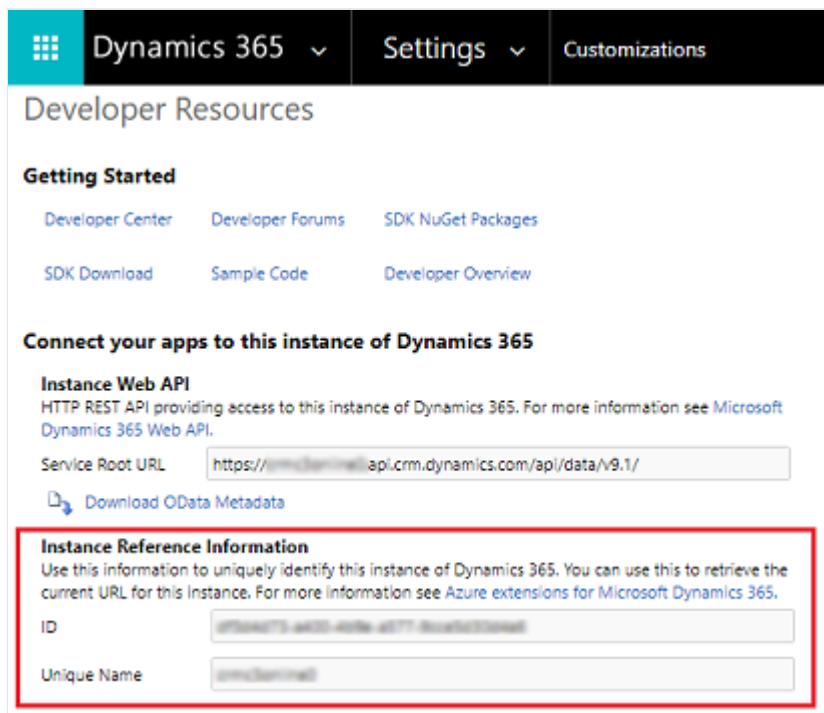 Dynamics 365 Settings Customizations
Developer Resources
Getting Started
Developer Center Developer Forums SDK NuGet Packages
SDK Download Sample Code Developer Overview
Connect your apps to this instance of Dynamics 365
Instance Web API
HTTP REST API providing access to this instance of Dynamics 365. For more information see Microsoft
Dynamics 365 Web API.
Service Root URL https:// api.crm.dynamics.com/api/data/v9.1/
Download OData Metadata
Instance Reference Information
Use this information to uniquely identify this instance of Dynamics 365. You can use this to retrieve the
current URL for this instance. For more information see Azure extensions for Microsoft Dynamics 365.
ID
Unique Name